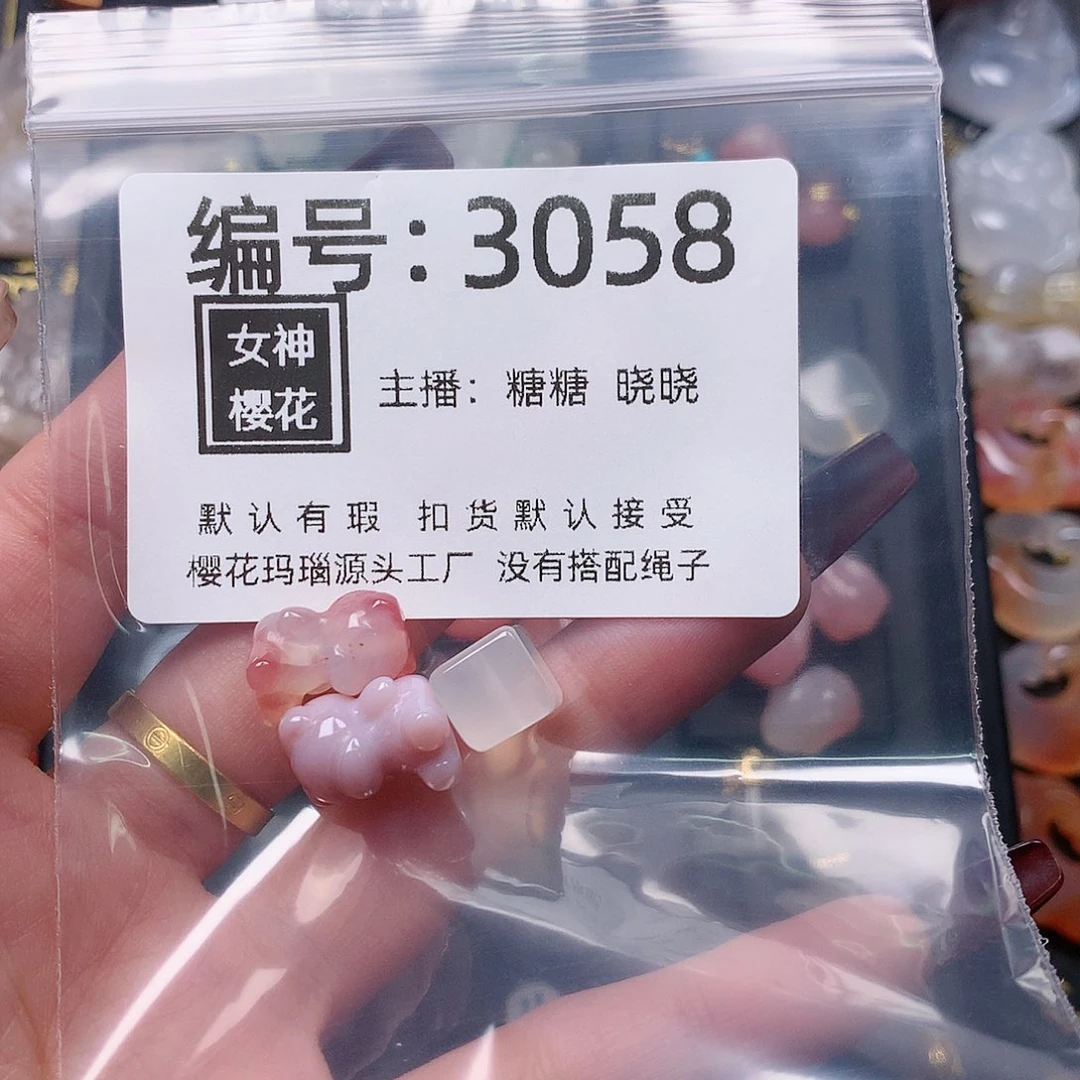 编号：3058
女神
樱花
主播：糖糖 晓晓
默认有瑕 扣货默认接受
樱花玛瑙源头工厂 没有搭配绳子